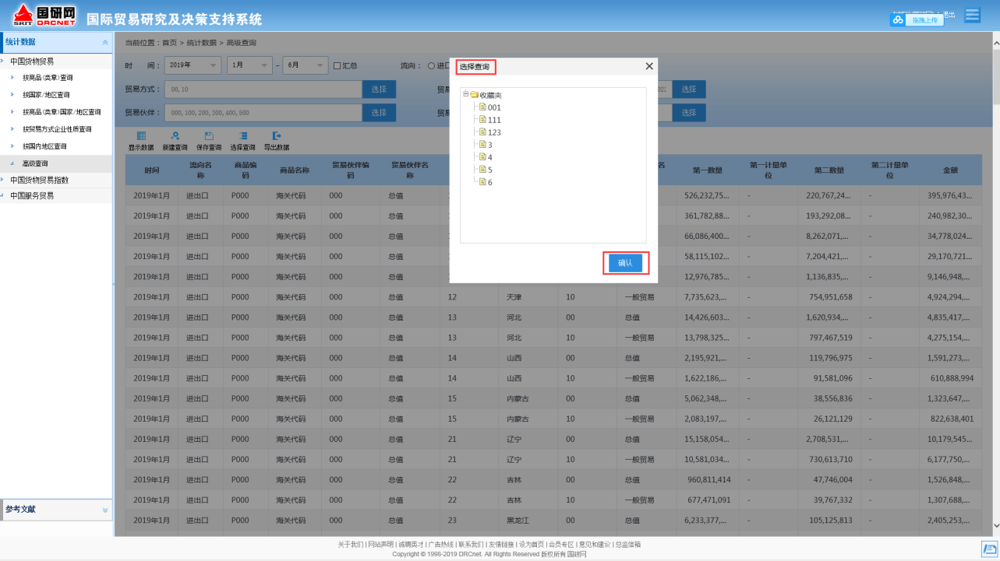 国研网
SRIT DRCNET
国际贸易研究及决策支持系统
拖拽上传
退出
统计数据
中国货物贸易
按商品(类章)查询
按国家/地区查询
按商品(类章)国家/地区查询
按贸易方式企业性质查询
按国内地区查询
高级查询
中国货物贸易指数
中国服务贸易
参考文献
当前位置：首页 > 统计数据 > 高级查询
时 间： 2019年 1月 - 6月 汇总 流向： 进口
贸易方式： 00, 10 选择 贸易 选择
贸易伙伴： 000, 100, 200, 300, 400, 500 选择 贸易 选择
显示数据 新建查询 保存查询 选择查询 导出数据
选择查询
收藏夹
001
111
123
3
4
5
6
确认
时间 流向名称 商品编码 商品名称 贸易伙伴编码 贸易伙伴名称 名 第一数量 第一计量单位 第二数量 第二计量单位 金额
2019年1月 进出口 P000 海关代码 000 总值 526,232,75... - 220,767,24... - 395,976,43...
2019年1月 进出口 P000 海关代码 000 总值 361,782,88... - 193,292,08... - 240,982,30...
2019年1月 进出口 P000 海关代码 000 总值 66,086,400... - 8,262,071,... - 34,778,024...
2019年1月 进出口 P000 海关代码 000 总值 58,115,102... - 7,204,421,... - 29,170,721...
2019年1月 进出口 P000 海关代码 000 总值 12,976,785... - 1,136,835,... - 9,146,948,...
2019年1月 进出口 P000 海关代码 000 总值 12 天津 10 一般贸易 7,735,623,... - 754,951,658 - 4,924,294,...
2019年1月 进出口 P000 海关代码 000 总值 13 河北 00 总值 14,426,603... - 1,620,934,... - 4,835,417,...
2019年1月 进出口 P000 海关代码 000 总值 13 河北 10 一般贸易 13,798,325... - 797,467,519 - 4,275,154,...
2019年1月 进出口 P000 海关代码 000 总值 14 山西 00 总值 2,195,921,... - 119,796,975 - 1,591,273,...
2019年1月 进出口 P000 海关代码 000 总值 14 山西 10 一般贸易 1,622,186,... - 91,581,096 - 610,888,994
2019年1月 进出口 P000 海关代码 000 总值 15 内蒙古 00 总值 5,062,348,... - 38,556,836 - 1,323,647,...
2019年1月 进出口 P000 海关代码 000 总值 15 内蒙古 10 一般贸易 2,083,197,... - 26,121,129 - 822,638,401
2019年1月 进出口 P000 海关代码 000 总值 21 辽宁 00 总值 15,158,054... - 2,708,531,... - 10,179,545...
2019年1月 进出口 P000 海关代码 000 总值 21 辽宁 10 一般贸易 10,581,034... - 730,613,710 - 6,177,750,...
2019年1月 进出口 P000 海关代码 000 总值 22 吉林 00 总值 960,811,414 - 47,746,004 - 1,526,848,...
2019年1月 进出口 P000 海关代码 000 总值 22 吉林 10 一般贸易 677,471,091 - 39,767,332 - 1,307,688,...
2019年1月 进出口 P000 海关代码 000 总值 23 黑龙江 00 总值 6,233,377,... - 105,125,813 - 2,405,253,...
关于我们 | 网站声明 | 诚聘英才 | 广告热线 | 联系我们 | 友情链接 | 设为首页 | 会员专区 | 意见和建议 | 总监信箱
Copyright © 1998-2019 DRCnet. All Rights Reserved 版权所有 国研网